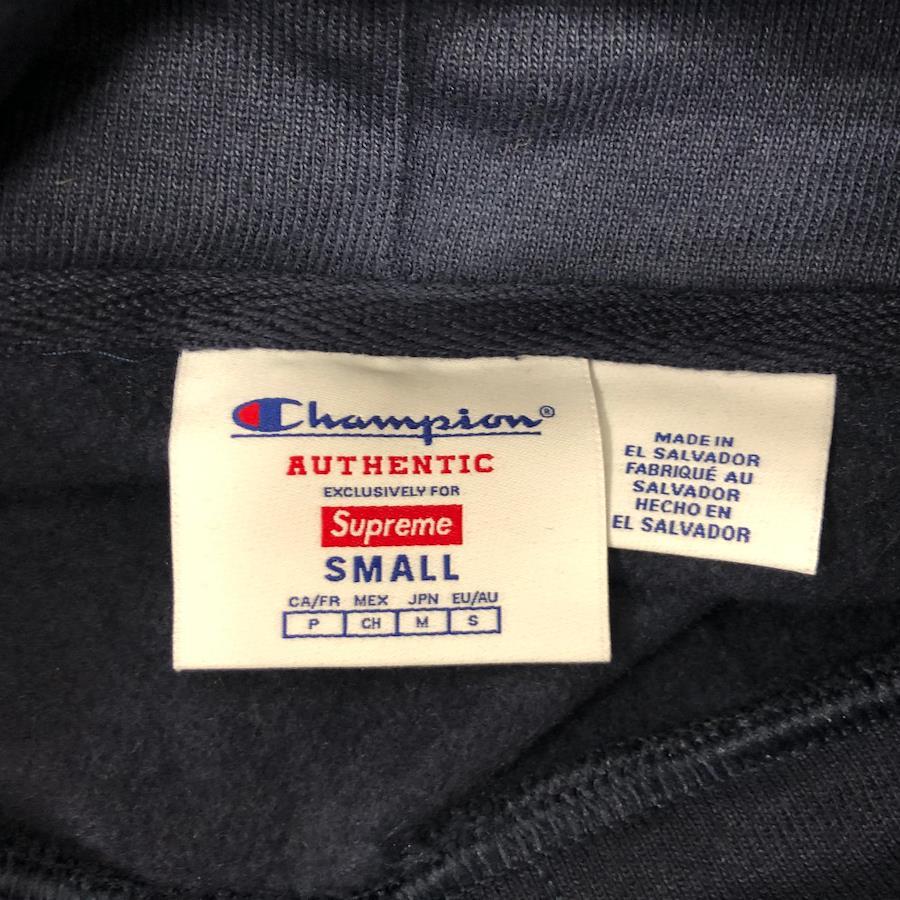 Champion®
AUTHENTIC
EXCLUSIVELY FOR
Supreme
SMALL
CA/FR MEX JPN EU/AU
P CH M S
MADE IN
EL SALVADOR
FABRIQUÉ AU
SALVADOR
HECHO EN
EL SALVADOR